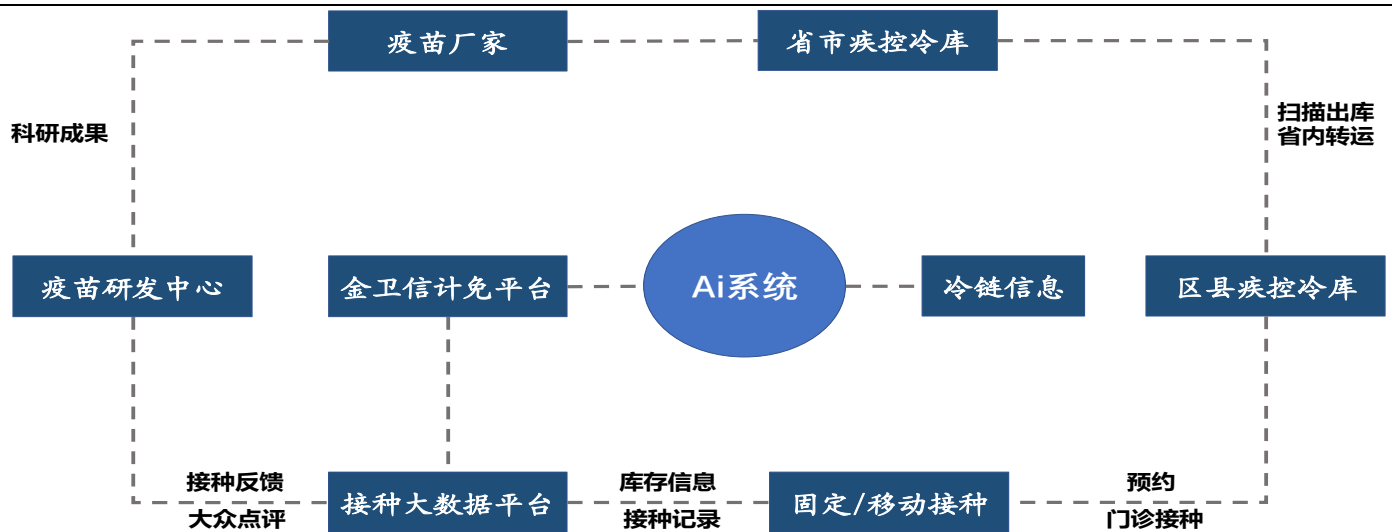 疫苗厂家
省市疾控冷库
科研成果
扫描出库
省内转运
疫苗研发中心
金卫信计免平台
Ai系统
冷链信息
区县疾控冷库
接种反馈
大众点评
接种大数据平台
库存信息
接种记录
固定/移动接种
预约
门诊接种